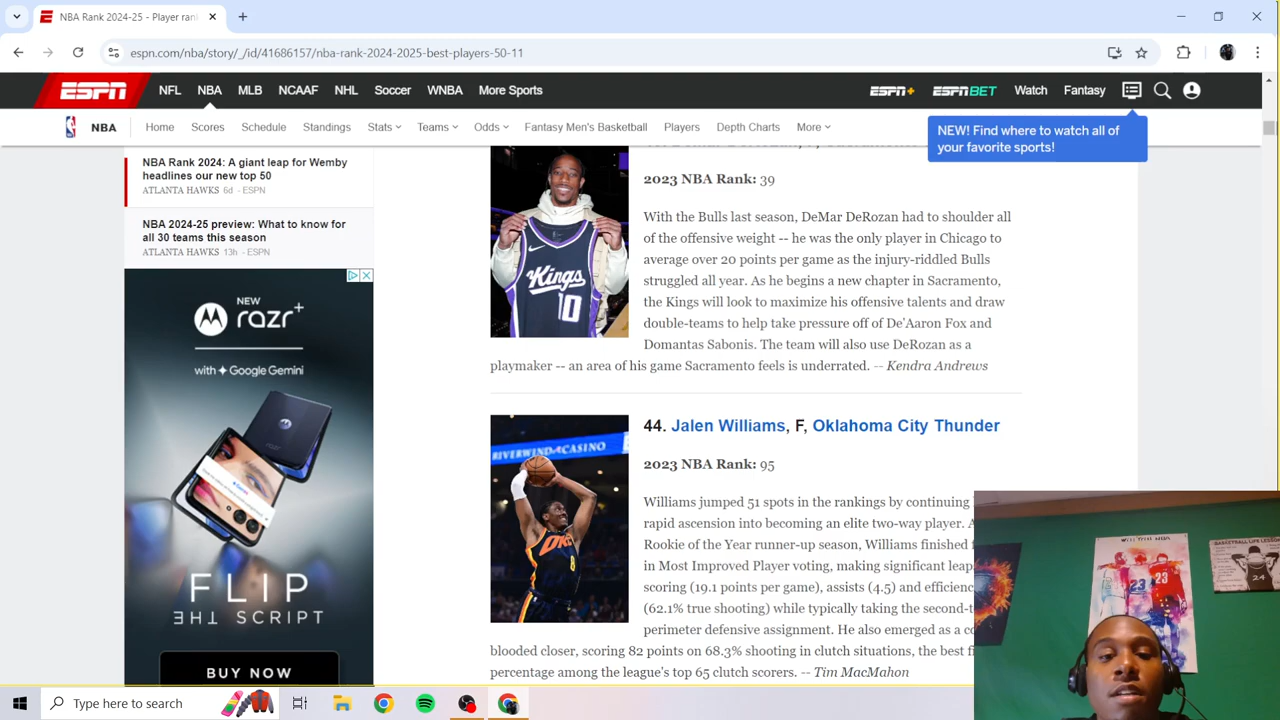 NBA Rank 2024-25 - Player ran
espn.com/nba/story/_/id/41686157/nba-rank-2024-2025-best-players-50-11
ESPN NFL NBA MLB NCAAF NHL Soccer WNBA More Sports ESPN+ ESPN BET Watch Fantasy
NBA Home Scores Schedule Standings Stats Teams Odds Fantasy Men's Basketball Players Depth Charts More
NEW! Find where to watch all of
your favorite sports!
NBA Rank 2024: A giant leap for Wemby
headlines our new top 50
ATLANTA HAWKS 6d - ESPN
NBA 2024-25 preview: What to know for
all 30 teams this season
ATLANTA HAWKS 13h - ESPN
NEW
razr+
with Google Gemini
FLIP
THE SCRIPT
BUY NOW
Kings
10
2023 NBA Rank: 39
With the Bulls last season, DeMar DeRozan had to shoulder all
of the offensive weight -- he was the only player in Chicago to
average over 20 points per game as the injury-riddled Bulls
struggled all year. As he begins a new chapter in Sacramento,
the Kings will look to maximize his offensive talents and draw
double-teams to help take pressure off of De'Aaron Fox and
Domantas Sabonis. The team will also use DeRozan as a
playmaker -- an area of his game Sacramento feels is underrated. -- Kendra Andrews
RIVERWIND CASINO
OKC
8
44. Jalen Williams, F, Oklahoma City Thunder
2023 NBA Rank: 95
Williams jumped 51 spots in the rankings by continuing
rapid ascension into becoming an elite two-way player. A
Rookie of the Year runner-up season, Williams finished f
in Most Improved Player voting, making significant leap
scoring (19.1 points per game), assists (4.5) and efficienc
(62.1% true shooting) while typically taking the second-t
perimeter defensive assignment. He also emerged as a co
blooded closer, scoring 82 points on 68.3% shooting in clutch situations, the best fi
percentage among the league's top 65 clutch scorers. -- Tim MacMahon
23
23
24
Type here to search